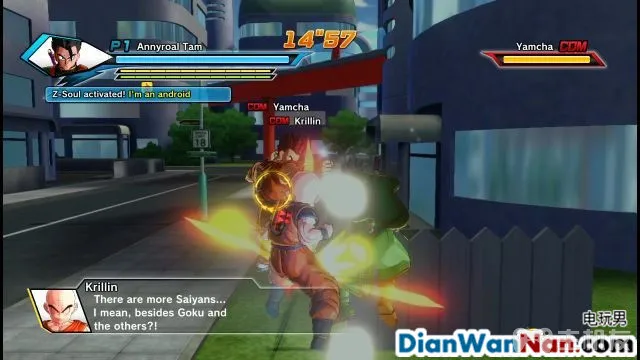 P1 Annyroal Tam
14"57
Yamcha COM
Z-Soul activated! I'm an android
COM Yamcha
COM Krillin
18
Krillin
There are more Saiyans...
I mean, besides Goku and
the others?!
电玩男
DianWanNan.com